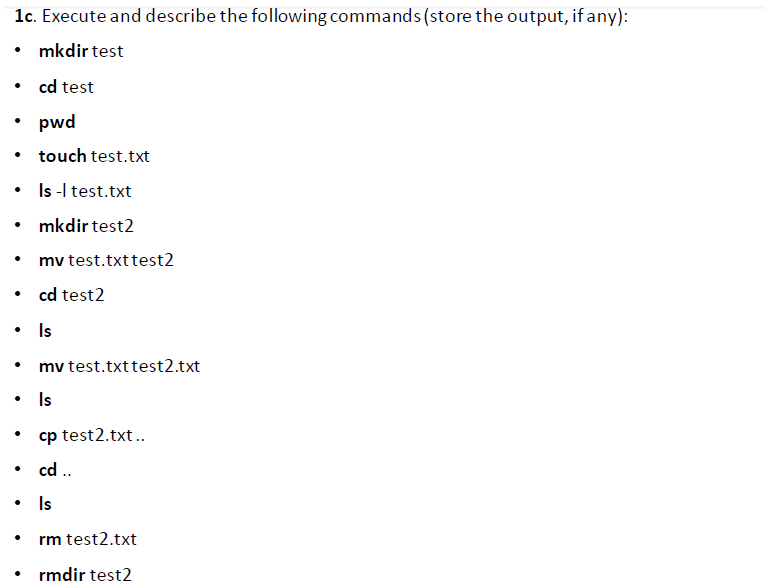 1c. Execute and describe the following commands (store the output, if any):
• mkdir test
• cd test
• pwd
• touch test.txt
• ls -l test.txt
• mkdir test2
• mv test.txt test2
• cd test2
• ls
• mv test.txt test2.txt
• ls
• cp test2.txt ..
• cd ..
• ls
• rm test2.txt
• rmdir test2